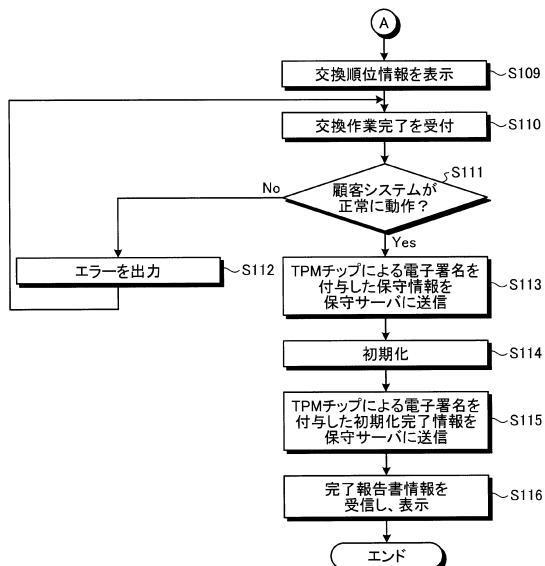 A
交換順位情報を表示
S109
交換作業完了を受付
S110
顧客システムが
正常に動作？
S111
No
Yes
エラーを出力
S112
TPMチップによる電子署名を
付与した保守情報を
保守サーバに送信
S113
初期化
S114
TPMチップによる電子署名を
付与した初期化完了情報を
保守サーバに送信
S115
完了報告書情報を
受信し、表示
S116
エンド